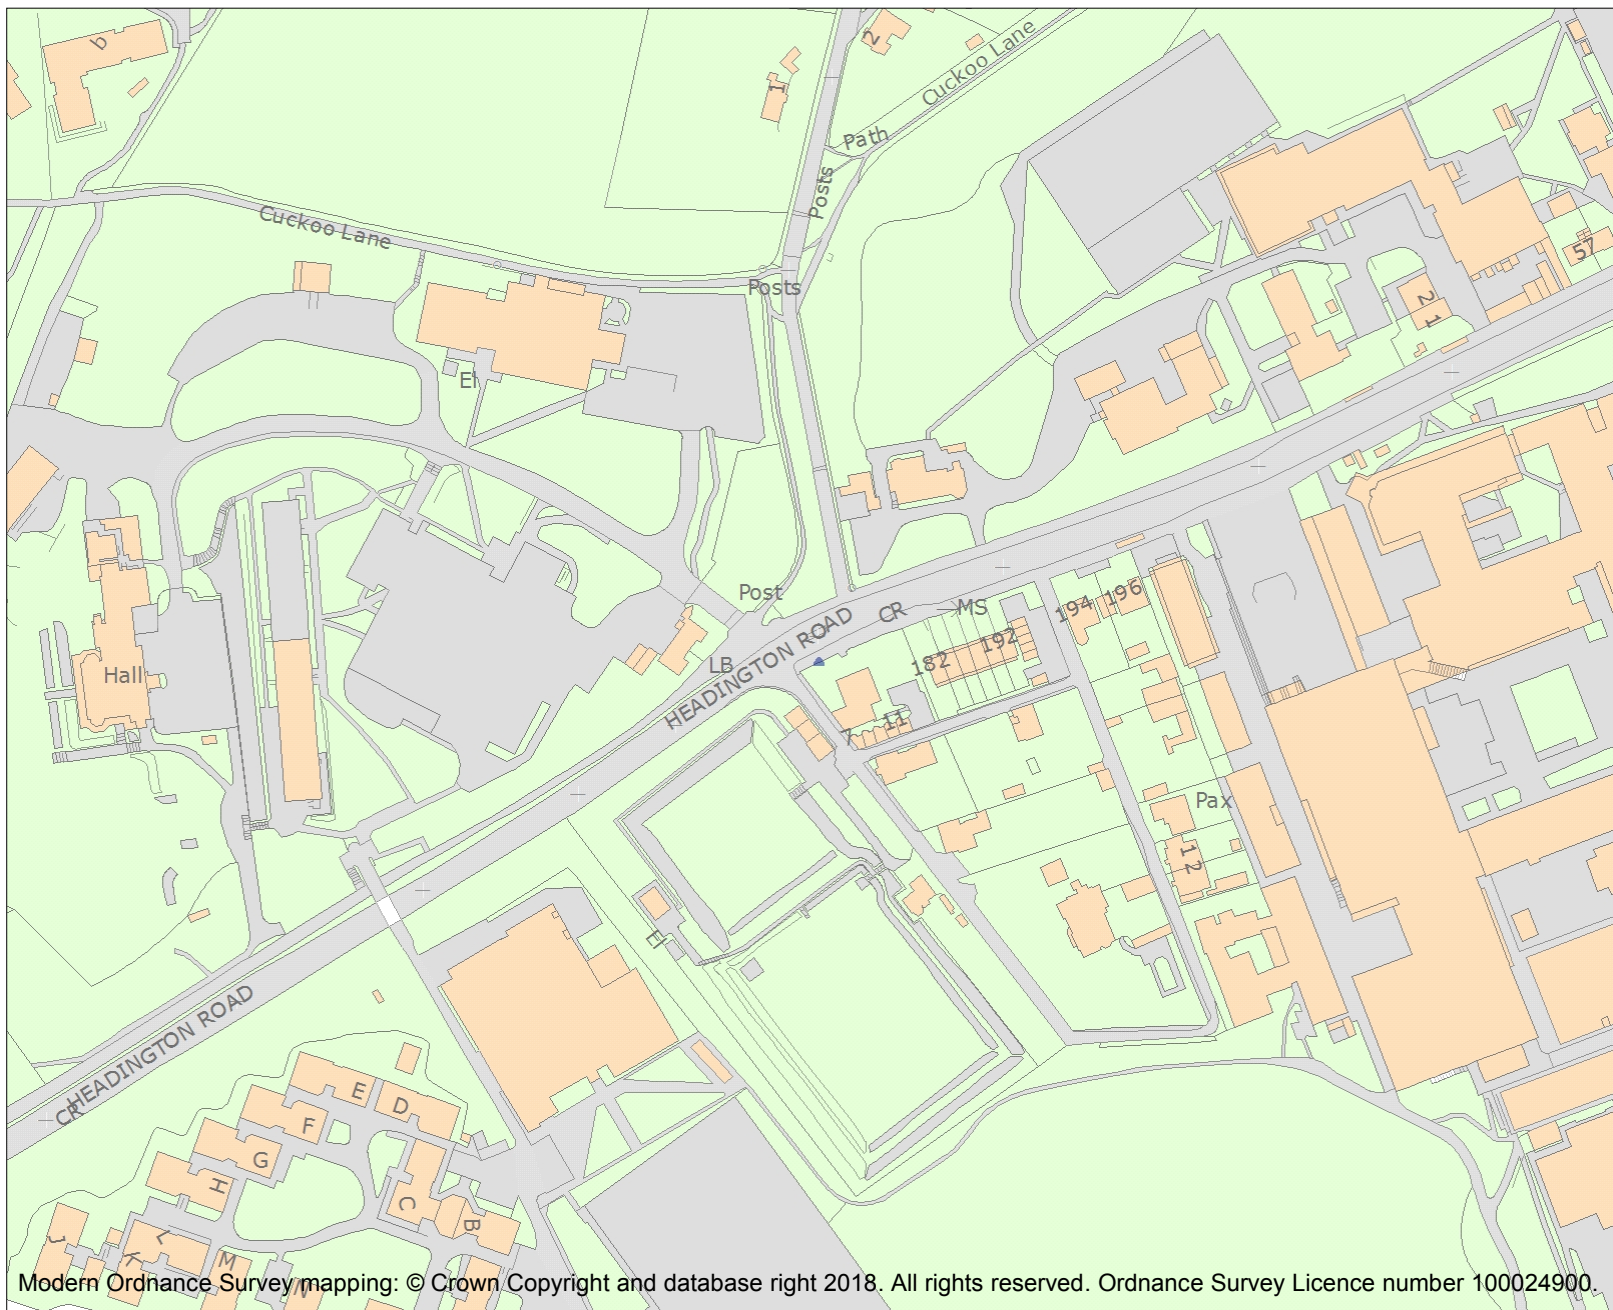 b
2
1
Cuckoo Lane
Path
Posts
Cuckoo Lane
57
Posts
21
El
Post
CR
MS
194
196
HEADINGTON ROAD
192
182
LB
Hall
11
7
Pax
12
El
HEADINGTON ROAD
CR
E
D
F
G
H
C
B
J
L
K
M
N
Modern Ordnance Survey mapping: © Crown Copyright and database right 2018. All rights reserved. Ordnance Survey Licence number 100024900.